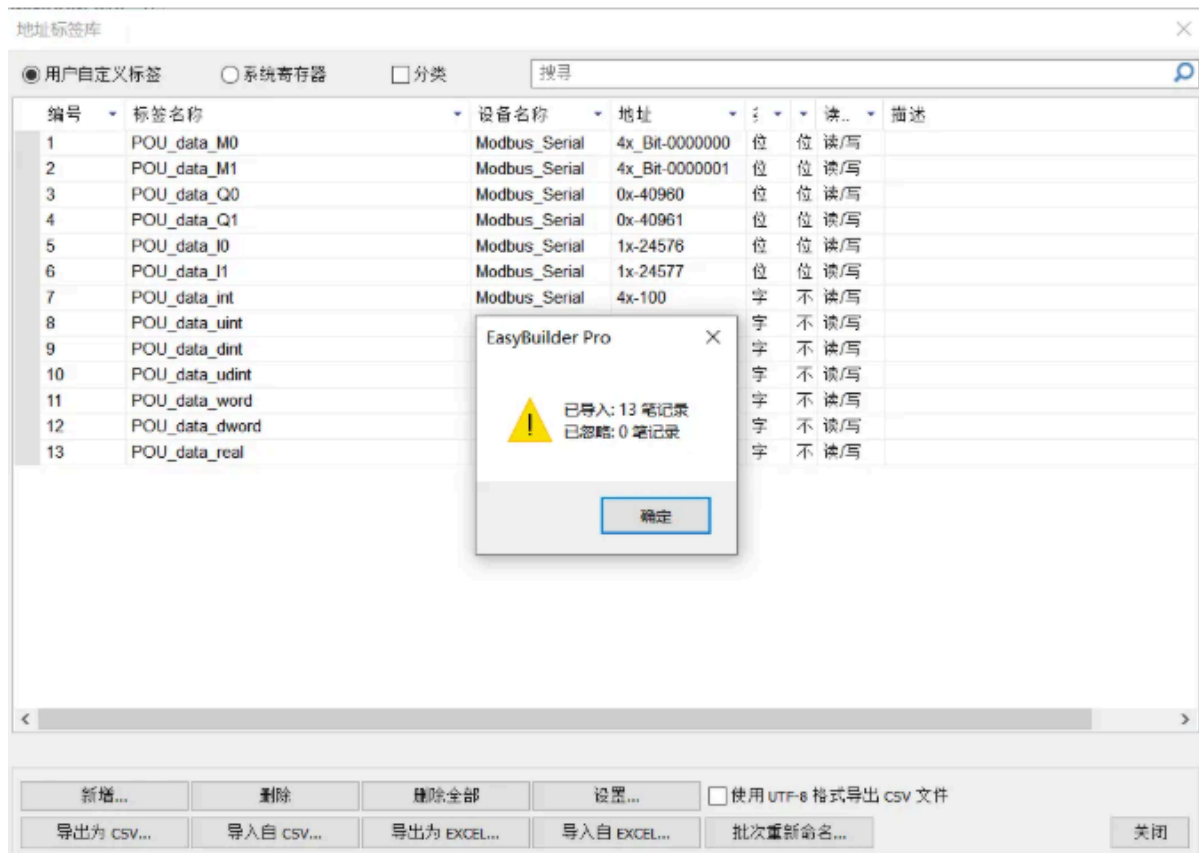 地址标签库
用户自定义标签 系统寄存器 分类 搜寻
编号 标签名称 设备名称 地址 读.. 描述
1 POU_data_M0 Modbus_Serial 4x_Bit-0000000 位 位 读/写
2 POU_data_M1 Modbus_Serial 4x_Bit-0000001 位 位 读/写
3 POU_data_Q0 Modbus_Serial 0x-40960 位 位 读/写
4 POU_data_Q1 Modbus_Serial 0x-40961 位 位 读/写
5 POU_data_I0 Modbus_Serial 1x-24576 位 位 读/写
6 POU_data_I1 Modbus_Serial 1x-24577 位 位 读/写
7 POU_data_int Modbus_Serial 4x-100 字 不 读/写
8 POU_data_uint 字 不 读/写
9 POU_data_dint 字 不 读/写
10 POU_data_udint 字 不 读/写
11 POU_data_word 字 不 读/写
12 POU_data_dword 字 不 读/写
13 POU_data_real 字 不 读/写
EasyBuilder Pro
已导入: 13 笔记录
已忽略: 0 笔记录
确定
新增... 删除 删除全部 设置... 使用 UTF-8 格式导出 CSV 文件
导出为 CSV... 导入自 CSV... 导出为 EXCEL... 导入自 EXCEL... 批次重新命名... 关闭